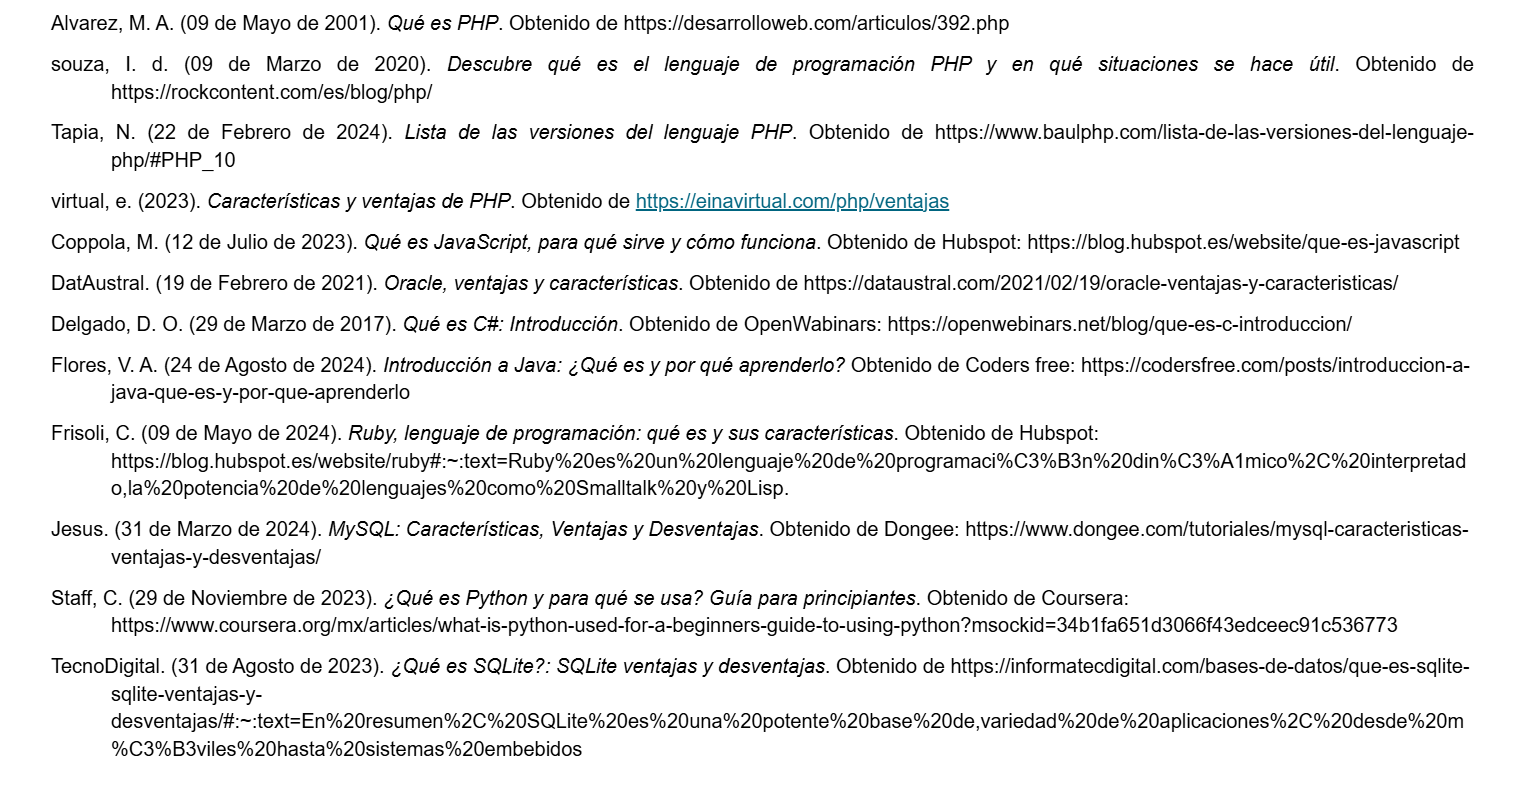 Alvarez, M. A. (09 de Mayo de 2001). Qué es PHP. Obtenido de https://desarrolloweb.com/articulos/392.php
souza, I. d. (09 de Marzo de 2020). Descubre qué es el lenguaje de programación PHP y en qué situaciones se hace útil. Obtenido de
https://rockcontent.com/es/blog/php/
Tapia, N. (22 de Febrero de 2024). Lista de las versiones del lenguaje PHP. Obtenido de https://www.baulphp.com/lista-de-las-versiones-del-lenguaje-
php/#PHP_10
virtual, e. (2023). Características y ventajas de PHP. Obtenido de https://einavirtual.com/php/ventajas
Coppola, M. (12 de Julio de 2023). Qué es JavaScript, para qué sirve y cómo funciona. Obtenido de Hubspot: https://blog.hubspot.es/website/que-es-javascript
DatAustral. (19 de Febrero de 2021). Oracle, ventajas y características. Obtenido de https://dataustral.com/2021/02/19/oracle-ventajas-y-caracteristicas/
Delgado, D. O. (29 de Marzo de 2017). Qué es C#: Introducción. Obtenido de OpenWabinars: https://openwebinars.net/blog/que-es-c-introduccion/
Flores, V. A. (24 de Agosto de 2024). Introducción a Java: ¿Qué es y por qué aprenderlo? Obtenido de Coders free: https://codersfree.com/posts/introduccion-a-
java-que-es-y-por-que-aprenderlo
Frisoli, C. (09 de Mayo de 2024). Ruby, lenguaje de programación: qué es y sus características. Obtenido de Hubspot:
https://blog.hubspot.es/website/ruby#:~:text=Ruby%20es%20un%20lenguaje%20de%20programaci%C3%B3n%20din%C3%A1mico%2C%20interpretad
o,la%20potencia%20de%20lenguajes%20como%20Smalltalk%20y%20Lisp.
Jesus. (31 de Marzo de 2024). MySQL: Características, Ventajas y Desventajas. Obtenido de Dongee: https://www.dongee.com/tutoriales/mysql-caracteristicas-
ventajas-y-desventajas/
Staff, C. (29 de Noviembre de 2023). ¿Qué es Python y para qué se usa? Guía para principiantes. Obtenido de Coursera:
https://www.coursera.org/mx/articles/what-is-python-used-for-a-beginners-guide-to-using-python?msockid=34b1fa651d3066f43edceec91c536773
TecnoDigital. (31 de Agosto de 2023). ¿Qué es SQLite?: SQLite ventajas y desventajas. Obtenido de https://informatecdigital.com/bases-de-datos/que-es-sqlite-
sqlite-ventajas-y-
desventajas/#:~:text=En%20resumen%2C%20SQLite%20es%20una%20potente%20base%20de,variedad%20de%20aplicaciones%2C%20desde%20m
%C3%B3viles%20hasta%20sistemas%20embebidos